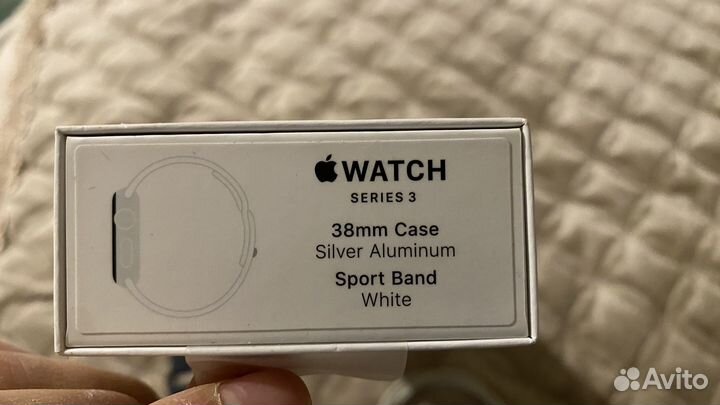 WATCH
SERIES 3
38mm Case
Silver Aluminum
Sport Band
White
Avito